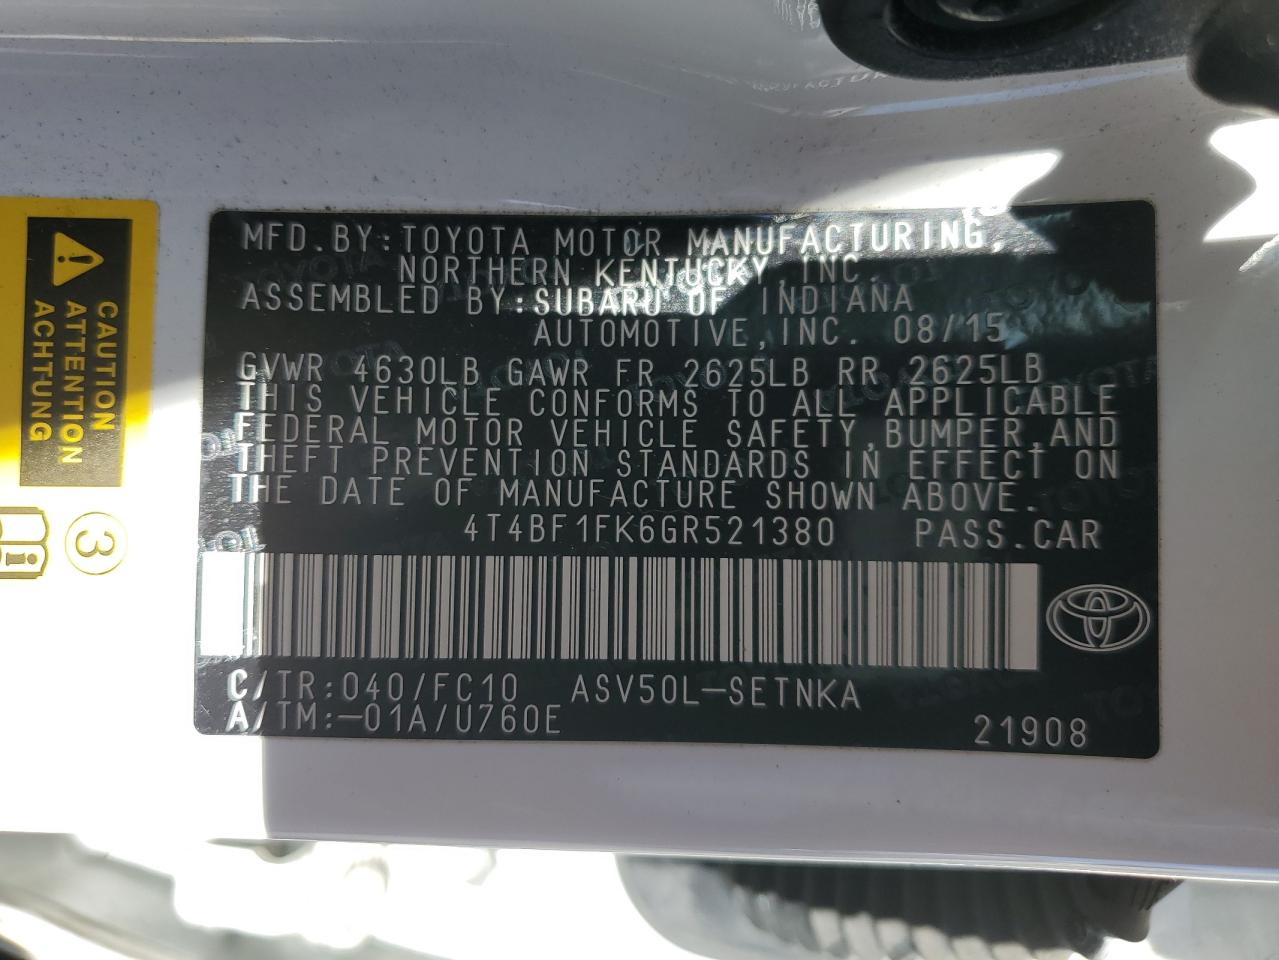 MFD.BY:TOYOTA MOTOR MANUFACTURING,
NORTHERN KENTUCKY,INC.
ASSEMBLED BY:SUBARU OF INDIANA
AUTOMOTIVE,INC. 08/15
GVWR 4630LB GAWR FR 2625LB RR 2625LB
THIS VEHICLE CONFORMS TO ALL APPLICABLE
FEDERAL MOTOR VEHICLE SAFETY,BUMPER,AND
THEFT PREVENTION STANDARDS IN EFFECT ON
THE DATE OF MANUFACTURE SHOWN ABOVE.
4T4BF1FK6GR521380 PASS.CAR
C/TR:040/FC10 ASV50L-SETNKA
A/TM:-01A/U760E 21908
CAUTION
ATTENTION
ACHTUNG
3
i